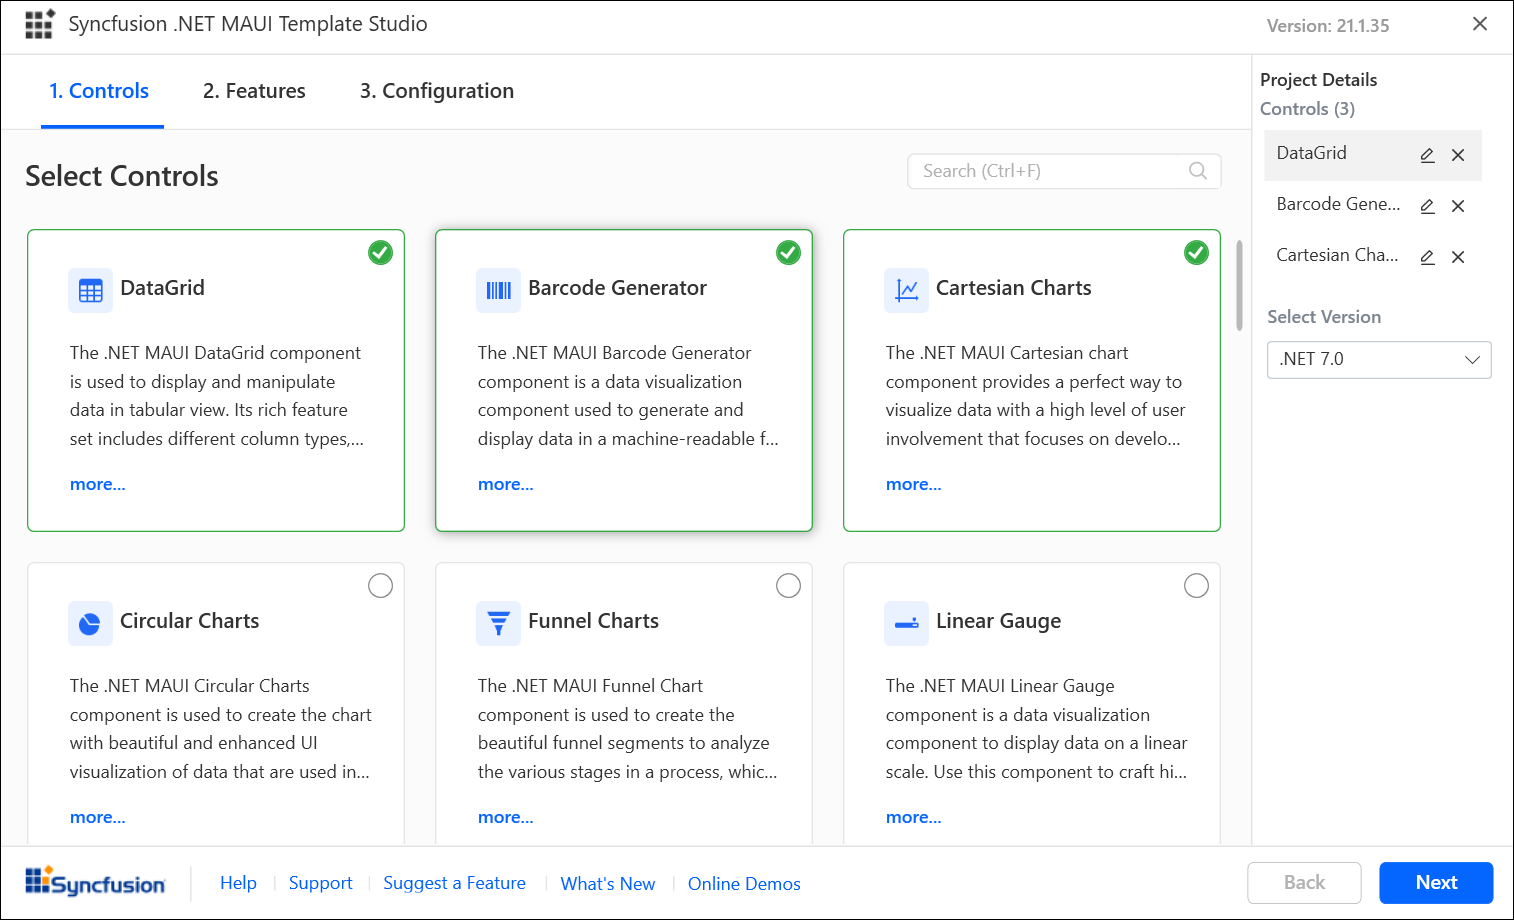 Syncfusion .NET MAUI Template Studio
Version: 21.1.35
1. Controls
2. Features
3. Configuration
Select Controls
Search (Ctrl+F)
DataGrid
The .NET MAUI DataGrid component
is used to display and manipulate
data in tabular view. Its rich feature
set includes different column types,...
more...
Barcode Generator
The .NET MAUI Barcode Generator
component is a data visualization
component used to generate and
display data in a machine-readable f...
more...
Cartesian Charts
The .NET MAUI Cartesian chart
component provides a perfect way to
visualize data with a high level of user
involvement that focuses on develo...
more...
Circular Charts
The .NET MAUI Circular Charts
component is used to create the chart
with beautiful and enhanced UI
visualization of data that are used in...
more...
Funnel Charts
The .NET MAUI Funnel Chart
component is used to create the
beautiful funnel segments to analyze
the various stages in a process, whic...
more...
Linear Gauge
The .NET MAUI Linear Gauge
component is a data visualization
component to display data on a linear
scale. Use this component to craft hi...
more...
Project Details
Controls (3)
DataGrid
Barcode Gene...
Cartesian Cha...
Select Version
.NET 7.0
Syncfusion
Help
Support
Suggest a Feature
What's New
Online Demos
Back
Next